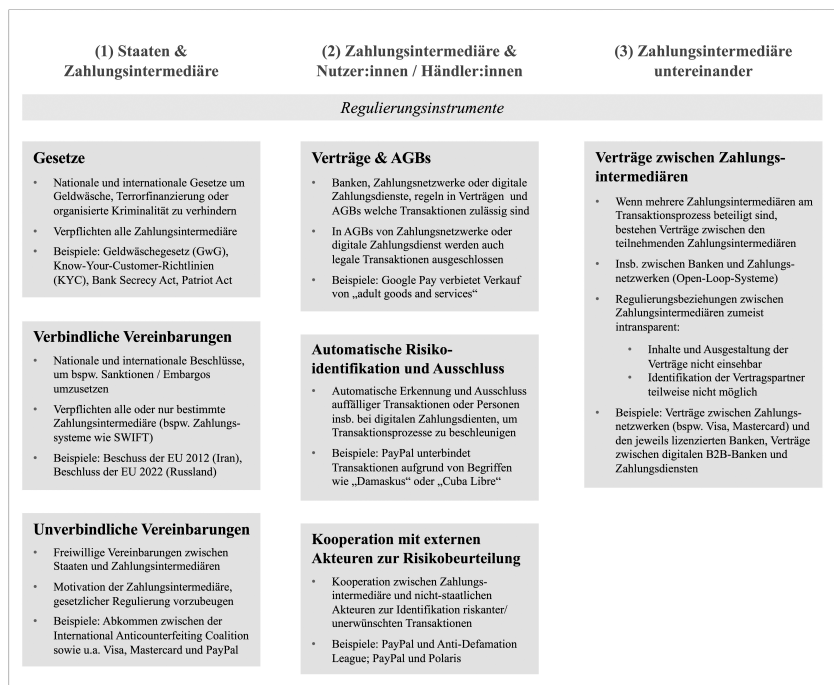 (1) Staaten &
Zahlungsintermediäre
(2) Zahlungsintermediäre &
Nutzer:innen / Händler:innen
(3) Zahlungsintermediäre
untereinander
Regulierungsinstrumente
Gesetze
• Nationale und internationale Gesetze um
Geldwäsche, Terrorfinanzierung oder
organisierte Kriminalität zu verhindern
• Verpflichten alle Zahlungsintermediäre
• Beispiele: Geldwäschegesetz (GwG),
Know-Your-Customer-Richtlinien
(KYC), Bank Secrecy Act, Patriot Act
Verbindliche Vereinbarungen
• Nationale und internationale Beschlüsse,
um bspw. Sanktionen / Embargos
umzusetzen
• Verpflichten alle oder nur bestimmte
Zahlungsintermediäre (bspw. Zahlungs-
systeme wie SWIFT)
• Beispiele: Beschuss der EU 2012 (Iran),
Beschluss der EU 2022 (Russland)
Unverbindliche Vereinbarungen
• Freiwillige Vereinbarungen zwischen
Staaten und Zahlungsintermediären
• Motivation der Zahlungsintermediäre,
gesetzlicher Regulierung vorzubeugen
• Beispiele: Abkommen zwischen der
International Anticounterfeiting Coalition
sowie u.a. Visa, Mastercard und PayPal
Verträge & AGBs
• Banken, Zahlungsnetzwerke oder digitale
Zahlungsdienste, regeln in Verträgen und
AGBs welche Transaktionen zulässig sind
• In AGBs von Zahlungsnetzwerke oder
digitale Zahlungsdienst werden auch
legale Transaktionen ausgeschlossen
• Beispiele: Google Pay verbietet Verkauf
von „adult goods and services“
Automatische Risiko-
identifikation und Ausschluss
• Automatische Erkennung und Ausschluss
auffälliger Transaktionen oder Personen
insb. bei digitalen Zahlungsdiensten, um
Transaktionsprozesse zu beschleunigen
• Beispiele: PayPal unterbindet
Transaktionen aufgrund von Begriffen
wie „Damaskus“ oder „Cuba Libre“
Kooperation mit externen
Akteuren zur Risikobeurteilung
• Kooperation zwischen Zahlungs-
intermediäre und nicht-staatlichen
Akteuren zur Identifikation riskanter/
unerwünschten Transaktionen
• Beispiele: PayPal und Anti-Defamation
League; PayPal und Polaris
Verträge zwischen Zahlungs-
intermediären
• Wenn mehrere Zahlungsintermediären am
Transaktionsprozess beteiligt sind,
bestehen Verträge zwischen den
teilnehmenden Zahlungsintermediären
• Insb. zwischen Banken und Zahlungs-
netzwerken (Open-Loop-Systeme)
• Regulierungsbeziehungen zwischen
Zahlungsintermediären zumeist
intransparent:
• Inhalte und Ausgestaltung der
Verträge nicht einsehbar
• Identifikation der Vertragspartner
teilweise nicht möglich
• Beispiele: Verträge zwischen Zahlungs-
netzwerken (bspw. Visa, Mastercard) und
den jeweils lizenzierten Banken, Verträge
zwischen digitalen B2B-Banken und
Zahlungsdiensten